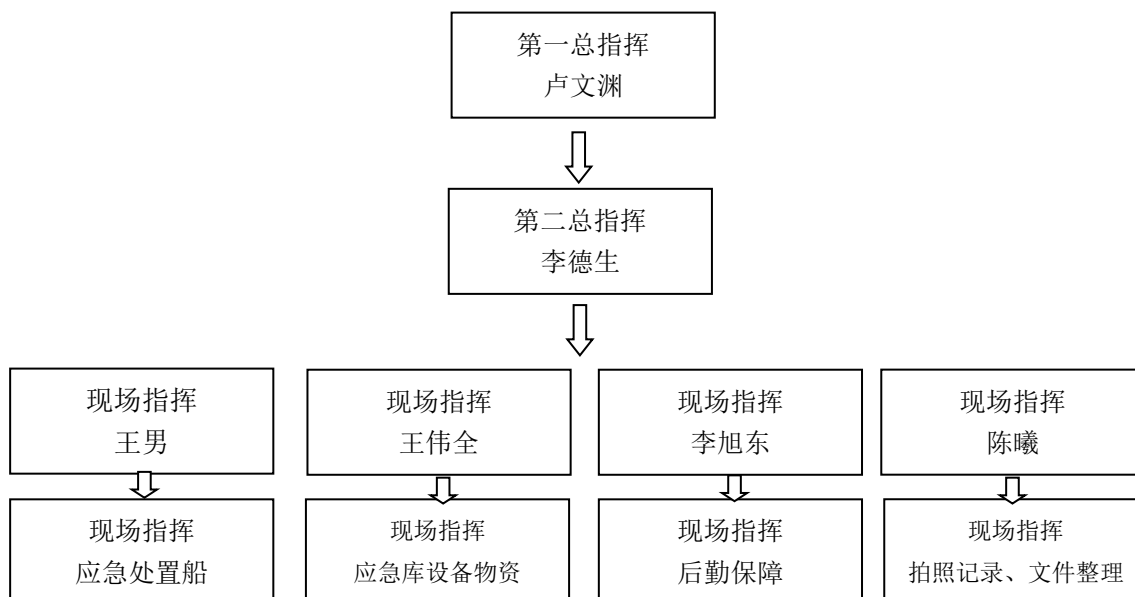 第一总指挥
卢文渊
第二总指挥
李德生
现场指挥
王男
现场指挥
王伟全
现场指挥
李旭东
现场指挥
陈曦
现场指挥
应急处置船
现场指挥
应急库设备物资
现场指挥
后勤保障
现场指挥
拍照记录、文件整理